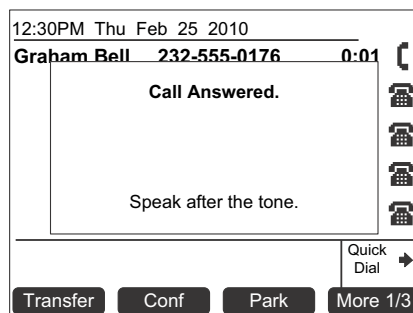 12:30PM Thu Feb 25 2010
Graham Bell 232-555-0176 0:01
Call Answered.
Speak after the tone.
Quick
Dial
Transfer Conf Park More 1/3